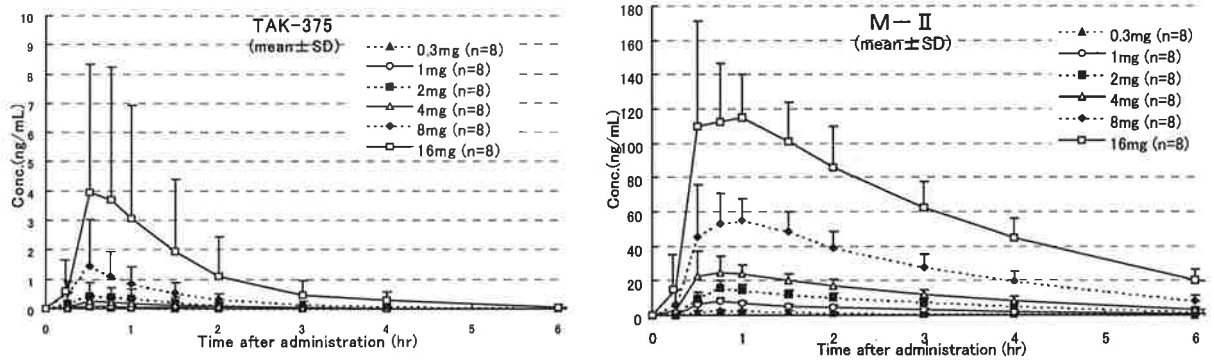 TAK-375
(mean±SD)
Conc.(ng/mL)
10
9
8
7
6
5
4
3
2
1
0
0.3mg (n=8)
1mg (n=8)
2mg (n=8)
4mg (n=8)
8mg (n=8)
16mg (n=8)
0 1 2 3 4 6
Time after administration (hr)
M－Ⅱ
(mean±SD)
Conc.(ng/mL)
180
160
140
120
100
80
60
40
20
0
0.3mg (n=8)
1mg (n=8)
2mg (n=8)
4mg (n=8)
8mg (n=8)
16mg (n=8)
0 1 2 3 4 6
Time after administration (hr)